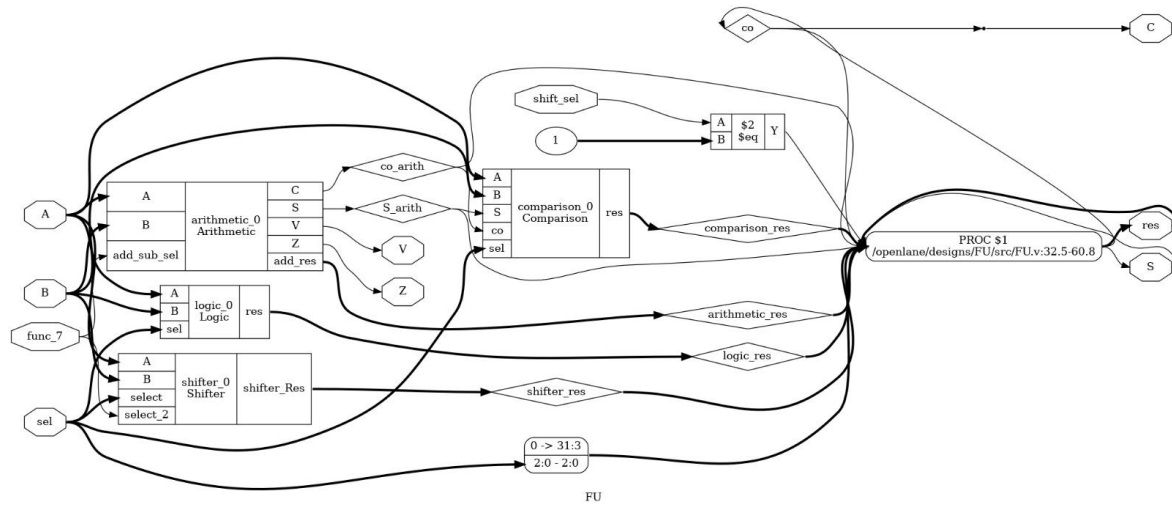 co
C
shift_sel
A
B
$2
$eq
Y
1
A
B
add_sub_sel
arithmetic_0
Arithmetic
C
S
V
Z
add_res
co_arith
S_arith
V
Z
A
B
S
co
sel
comparison_0
Comparison
res
comparison_res
PROC $1
/openlane/designs/FU/src/FU.v:32.5-60.8
res
S
A
B
func_7
sel
A
B
sel
logic_0
Logic
res
arithmetic_res
logic_res
A
B
select
select_2
shifter_0
Shifter
shifter_Res
shifter_res
0 -> 31:3
2:0 - 2:0
FU